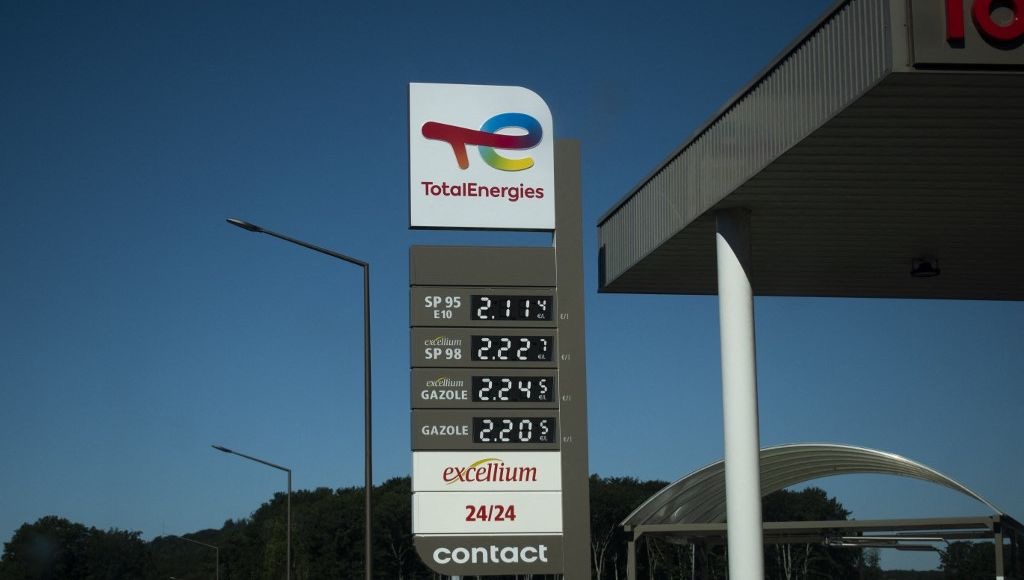 To
TotalEnergies
SP 95
E10
2.114
€/L
€/l
excellium
SP 98
2.227
€/L
€/l
excellium
GAZOLE
2.245
€/L
€/l
GAZOLE
2.205
€/L
€/l
excellium
24/24
contact